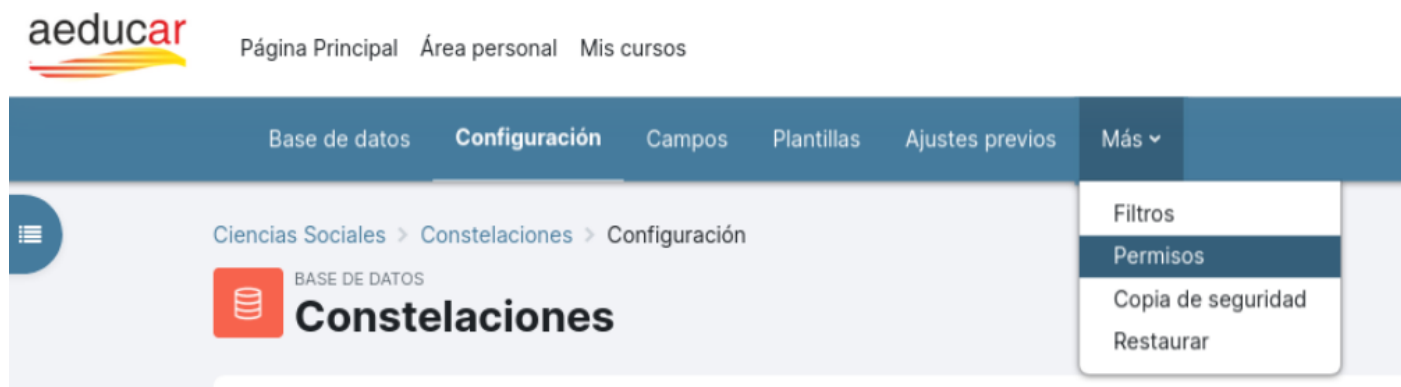 aeducar
Página Principal Área personal Mis cursos
Base de datos Configuración Campos Plantillas Ajustes previos Más
Filtros
Permisos
Copia de seguridad
Restaurar
Ciencias Sociales > Constelaciones > Configuración
BASE DE DATOS
Constelaciones